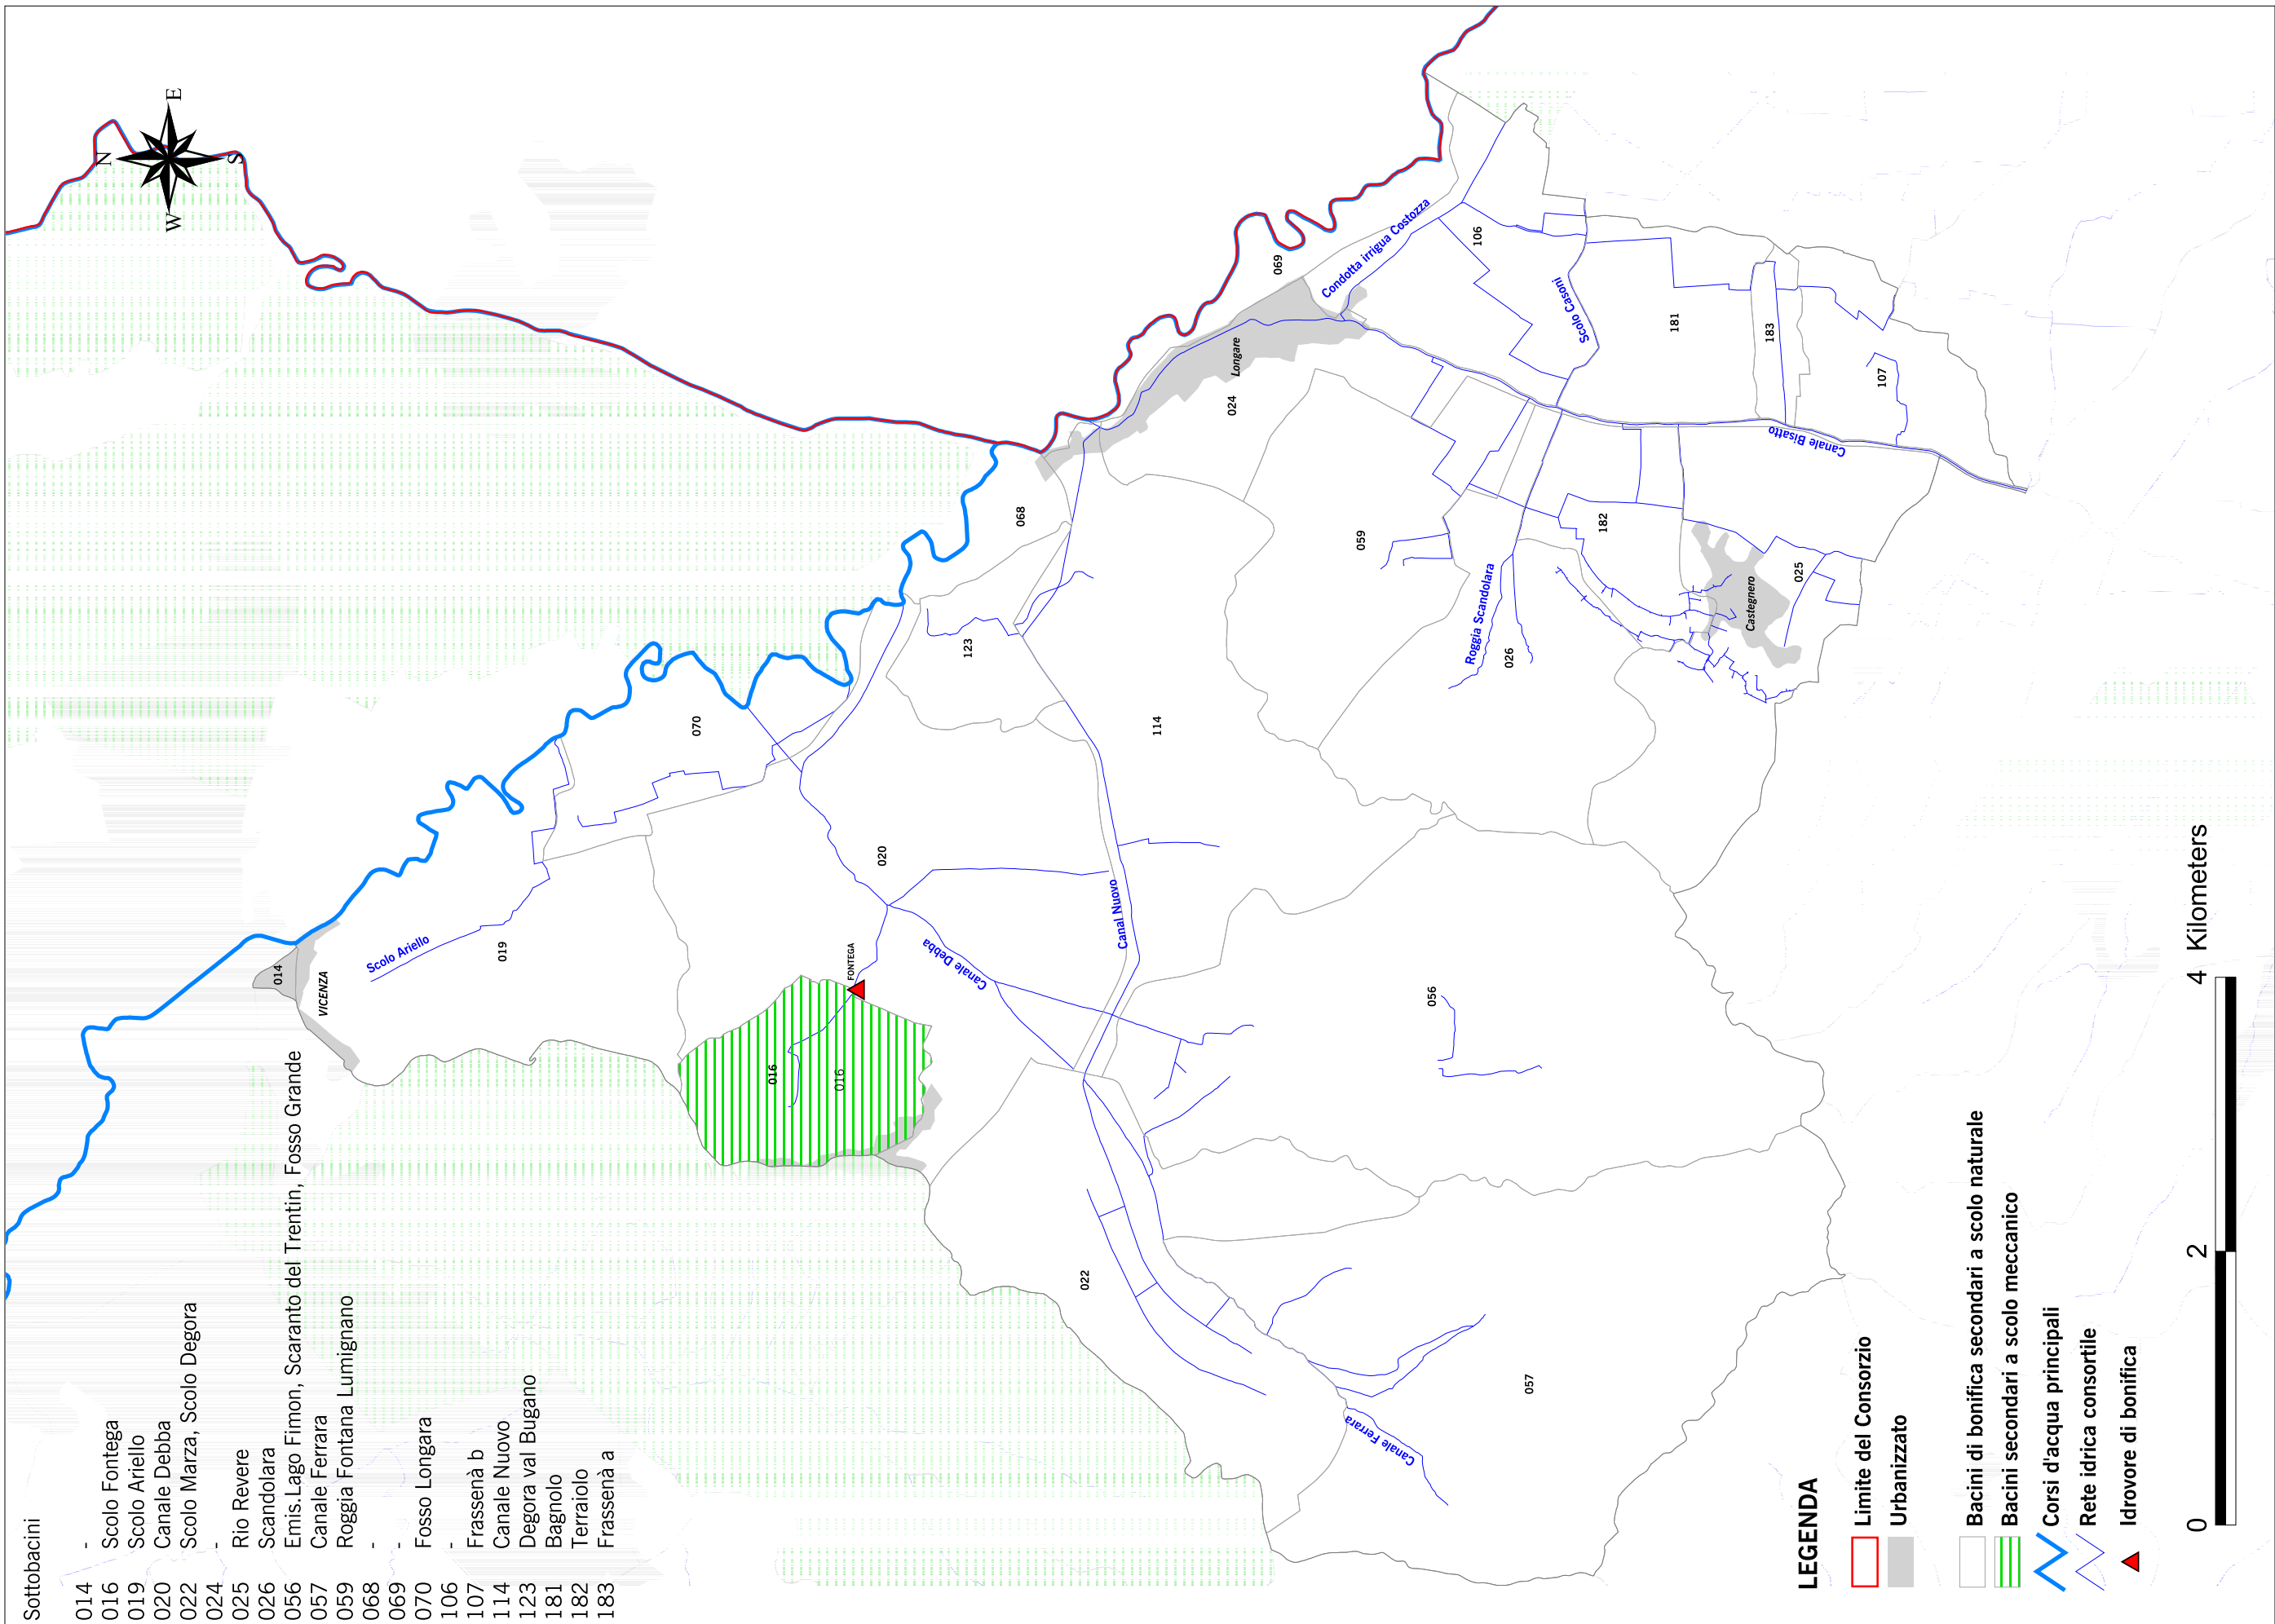 Sottobacini
014 -
016 Scolo Fontega
019 Scolo Ariello
020 Canale Debba
022 Scolo Marza, Scolo Degora
024 -
025 Rio Revere
026 Scandolara
056 Emis.Lago Fimon, Scaranto del Trentin, Fosso Grande
057 Canale Ferrara
059 Roggia Fontana Lumignano
068 -
069 -
070 Fosso Longara
106 -
107 Frassenà b
114 Canale Nuovo
123 Degora val Bugano
181 Bagnolo
182 Terraiolo
183 Frassenà a
N
E
S
W
014
VICENZA
Scolo Ariello
019
070
016
016
FONTEGA
020
Canale Debba
123
068
Canal Nuovo
114
022
Longare
024
069
Condotta irrigua Costozza
106
Scolo Casoni
059
Roggia Scandolara
026
182
181
183
107
Canale Bisatto
Castegnero
025
056
057
Canale Ferrara
LEGENDA
Limite del Consorzio
Urbanizzato
Bacini di bonifica secondari a scolo naturale
Bacini secondari a scolo meccanico
Corsi d'acqua principali
Rete idrica consortile
Idrovore di bonifica
0 2 4 Kilometers